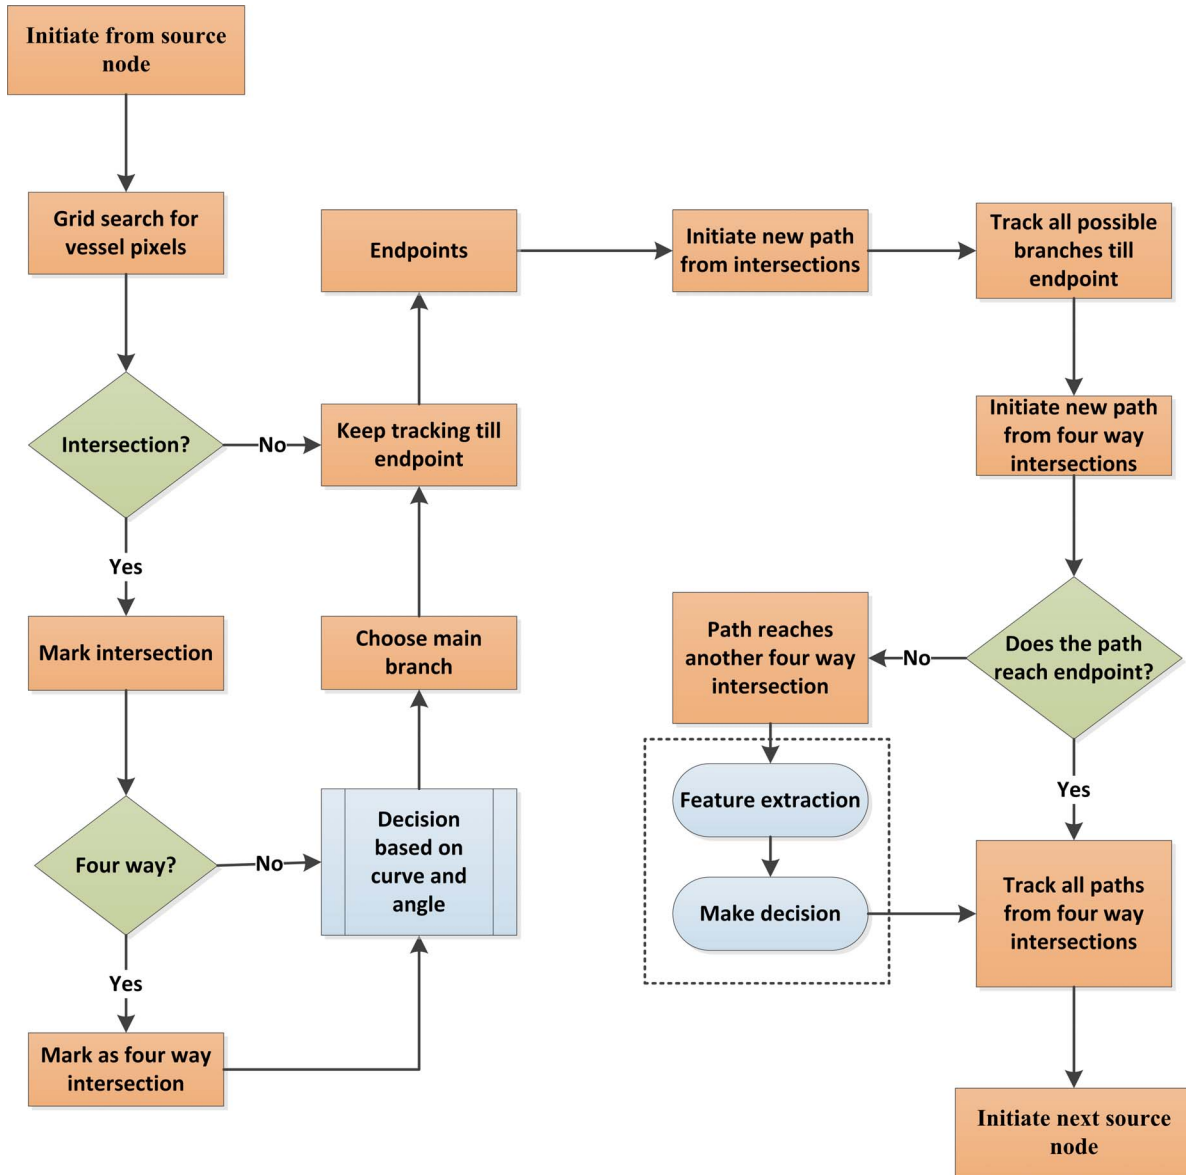 Initiate from source
node
Grid search for
vessel pixels
Intersection?
No
Yes
Mark intersection
Four way?
No
Yes
Mark as four way
intersection
Decision
based on
curve and
angle
Choose main
branch
Keep tracking till
endpoint
Endpoints
Initiate new path
from intersections
Track all possible
branches till
endpoint
Initiate new path
from four way
intersections
Does the path
reach endpoint?
No
Yes
Path reaches
another four way
intersection
Feature extraction
Make decision
Track all paths
from four way
intersections
Initiate next source
node